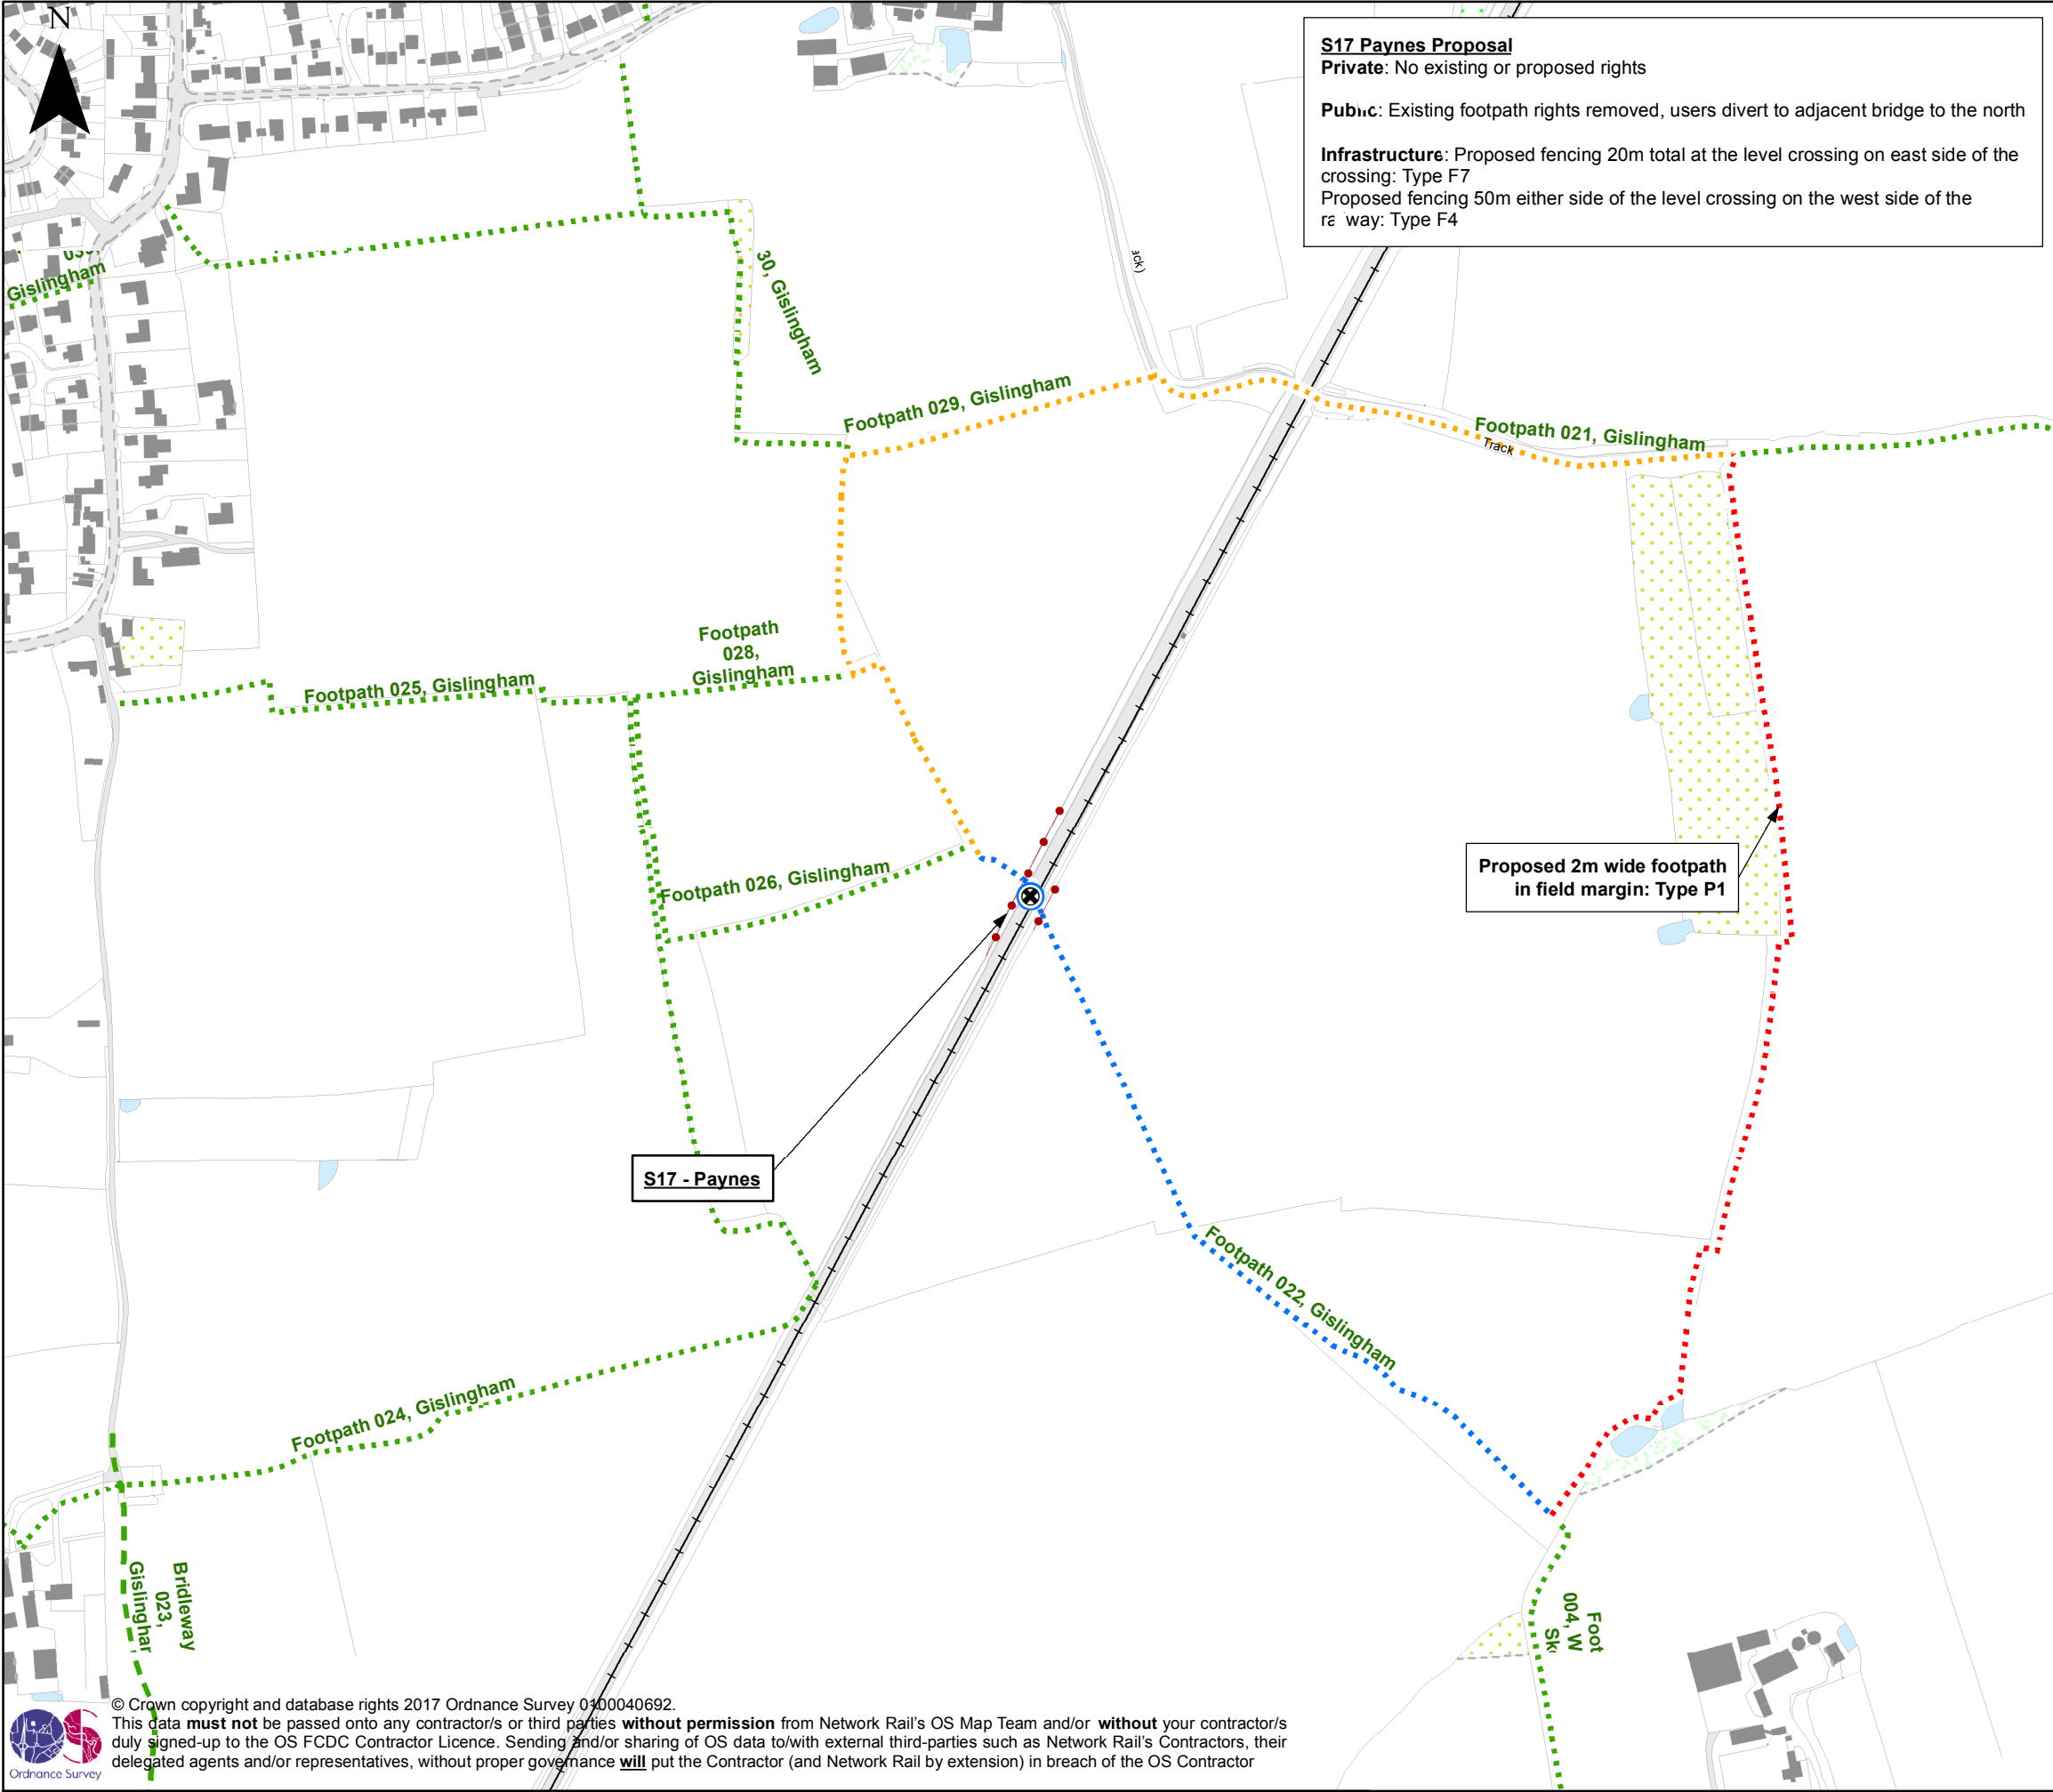 N
S17 Paynes Proposal
Private: No existing or proposed rights
Public: Existing footpath rights removed, users divert to adjacent bridge to the north
Infrastructure: Proposed fencing 20m total at the level crossing on east side of the
crossing: Type F7
Proposed fencing 50m either side of the level crossing on the west side of the
railway: Type F4
Gislingham
30, Gislingham
Footpath 029, Gislingham
Footpath 021, Gislingham
Track
Footpath
028,
Gislingham
Footpath 025, Gislingham
Footpath 026, Gislingham
Proposed 2m wide footpath
in field margin: Type P1
S17 - Paynes
Footpath 022, Gislingham
Footpath 024, Gislingham
Bridleway
023,
Gislinghar
Foot
004, W
Sk
© Crown copyright and database rights 2017 Ordnance Survey 0100040692.
This data must not be passed onto any contractor/s or third parties without permission from Network Rail's OS Map Team and/or without your contractor/s
duly signed-up to the OS FCDC Contractor Licence. Sending and/or sharing of OS data to/with external third-parties such as Network Rail's Contractors, their
delegated agents and/or representatives, without proper governance will put the Contractor (and Network Rail by extension) in breach of the OS Contractor
Ordnance Survey